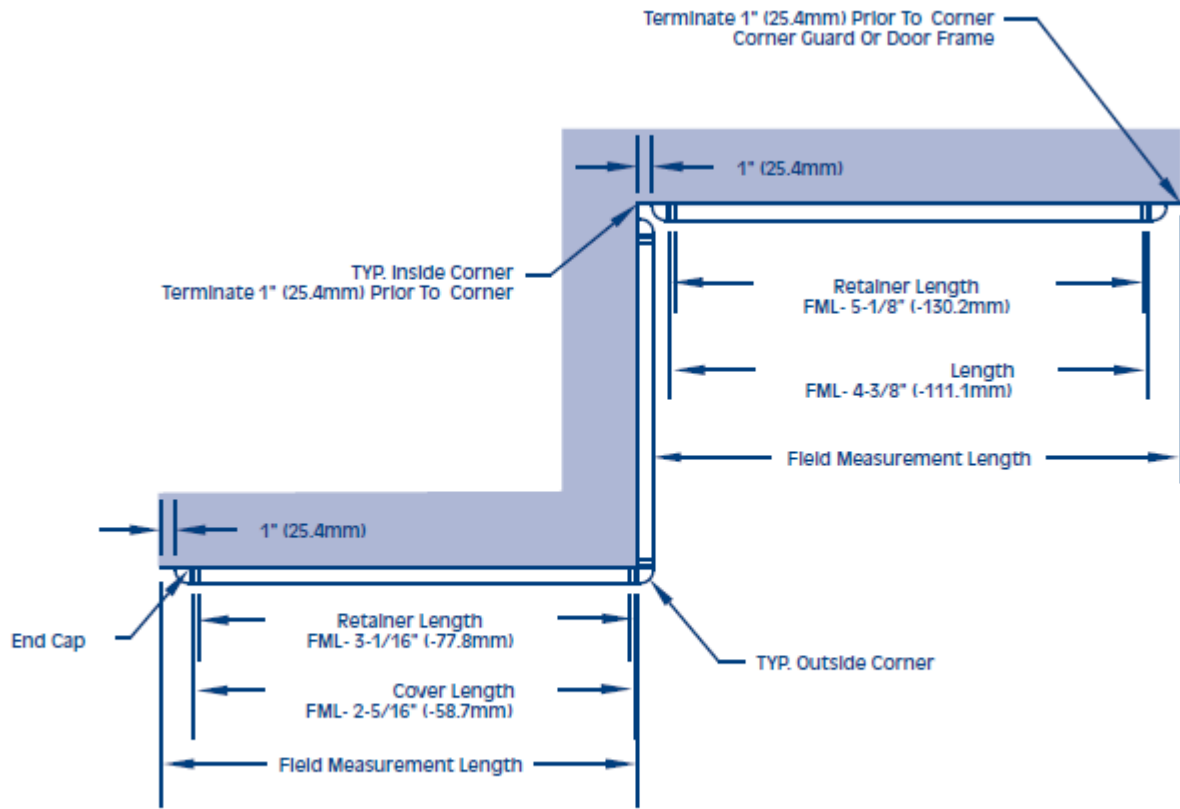 Terminate 1" (25.4mm) Prior To Corner
Corner Guard Or Door Frame
1" (25.4mm)
TYP. Inside Corner
Terminate 1" (25.4mm) Prior To Corner
Retainer Length
FML- 5-1/8" (-130.2mm)
Length
FML- 4-3/8" (-111.1mm)
Field Measurement Length
1" (25.4mm)
End Cap
Retainer Length
FML- 3-1/16" (-77.8mm)
TYP. Outside Corner
Cover Length
FML- 2-5/16" (-58.7mm)
Field Measurement Length